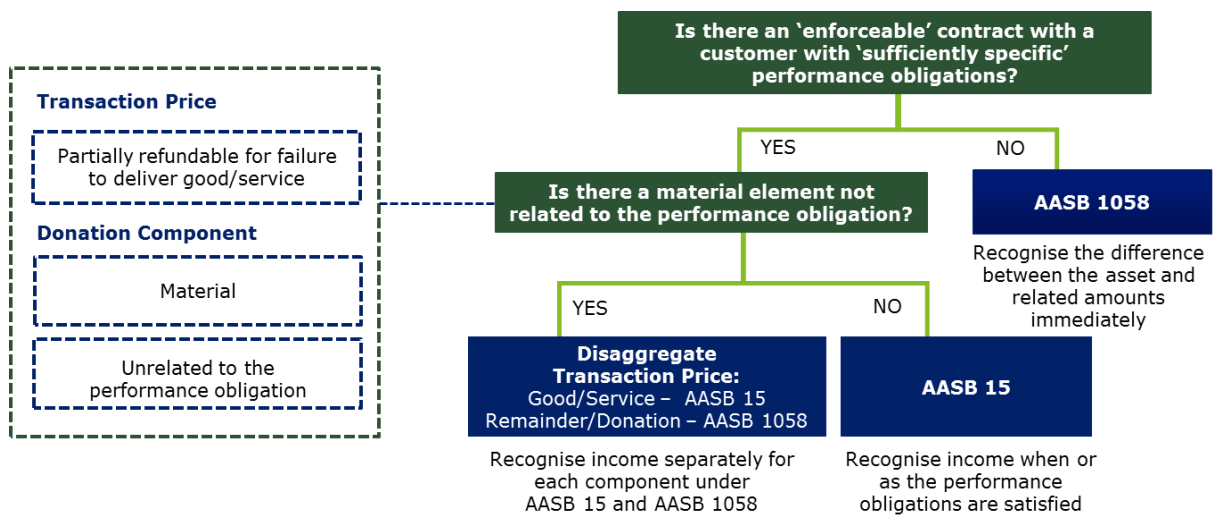 Is there an ‘enforceable’ contract with a
customer with ‘sufficiently specific’
performance obligations?
Transaction Price
Partially refundable for failure
to deliver good/service
Donation Component
Material
Unrelated to the
performance obligation
YES
NO
Is there a material element not
related to the performance obligation?
AASB 1058
Recognise the difference
between the asset and
related amounts
immediately
YES
NO
Disaggregate
Transaction Price:
Good/Service – AASB 15
Remainder/Donation – AASB 1058
Recognise income separately for
each component under
AASB 15 and AASB 1058
AASB 15
Recognise income when or
as the performance
obligations are satisfied